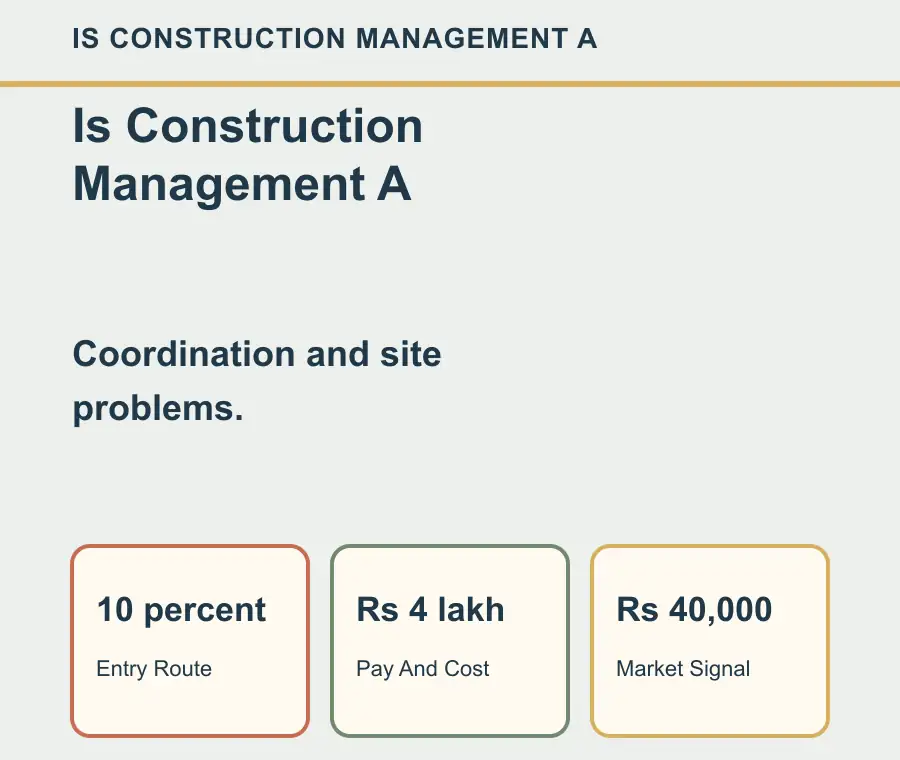 IS CONSTRUCTION MANAGEMENT A
Is Construction
Management A
Coordination and site
problems.
10 percent
Entry Route
Rs 4 lakh
Pay And Cost
Rs 40,000
Market Signal